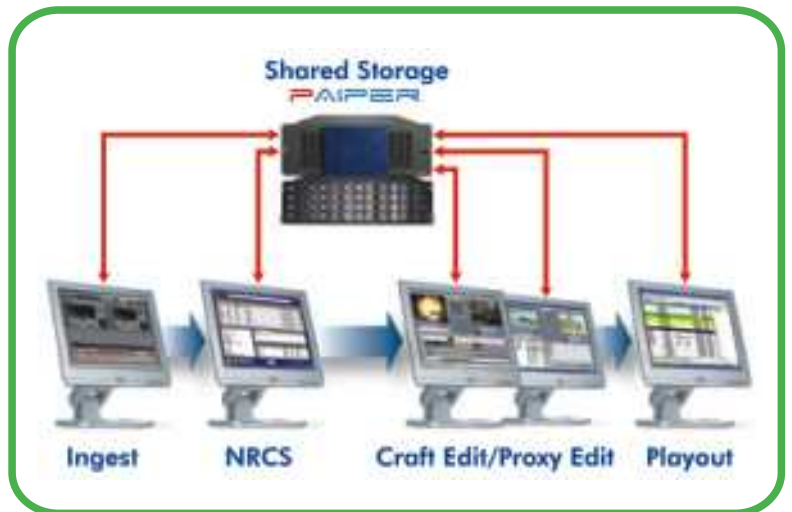 Shared Storage
PAIPER
Ingest
NRCS
Craft Edit/Proxy Edit
Playout